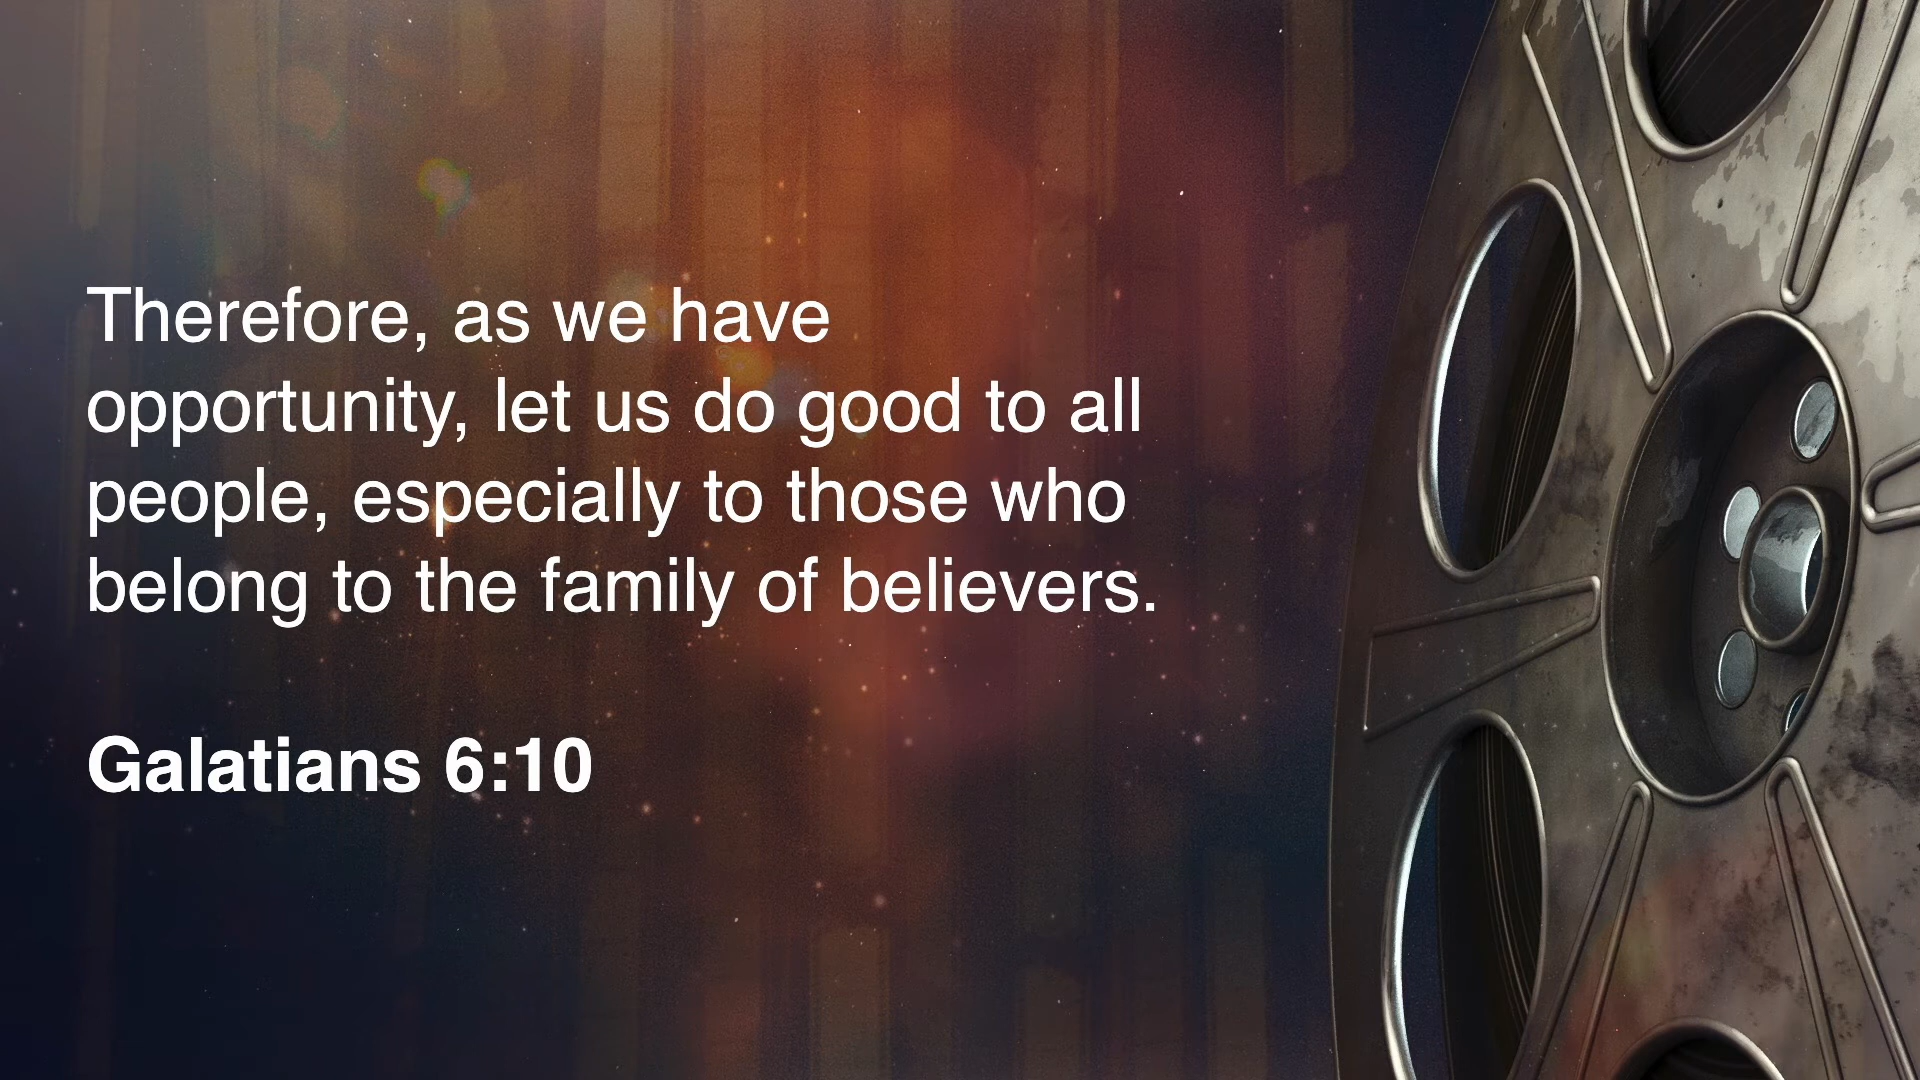 Therefore, as we have
opportunity, let us do good to all
people, especially to those who
belong to the family of believers.
Galatians 6:10